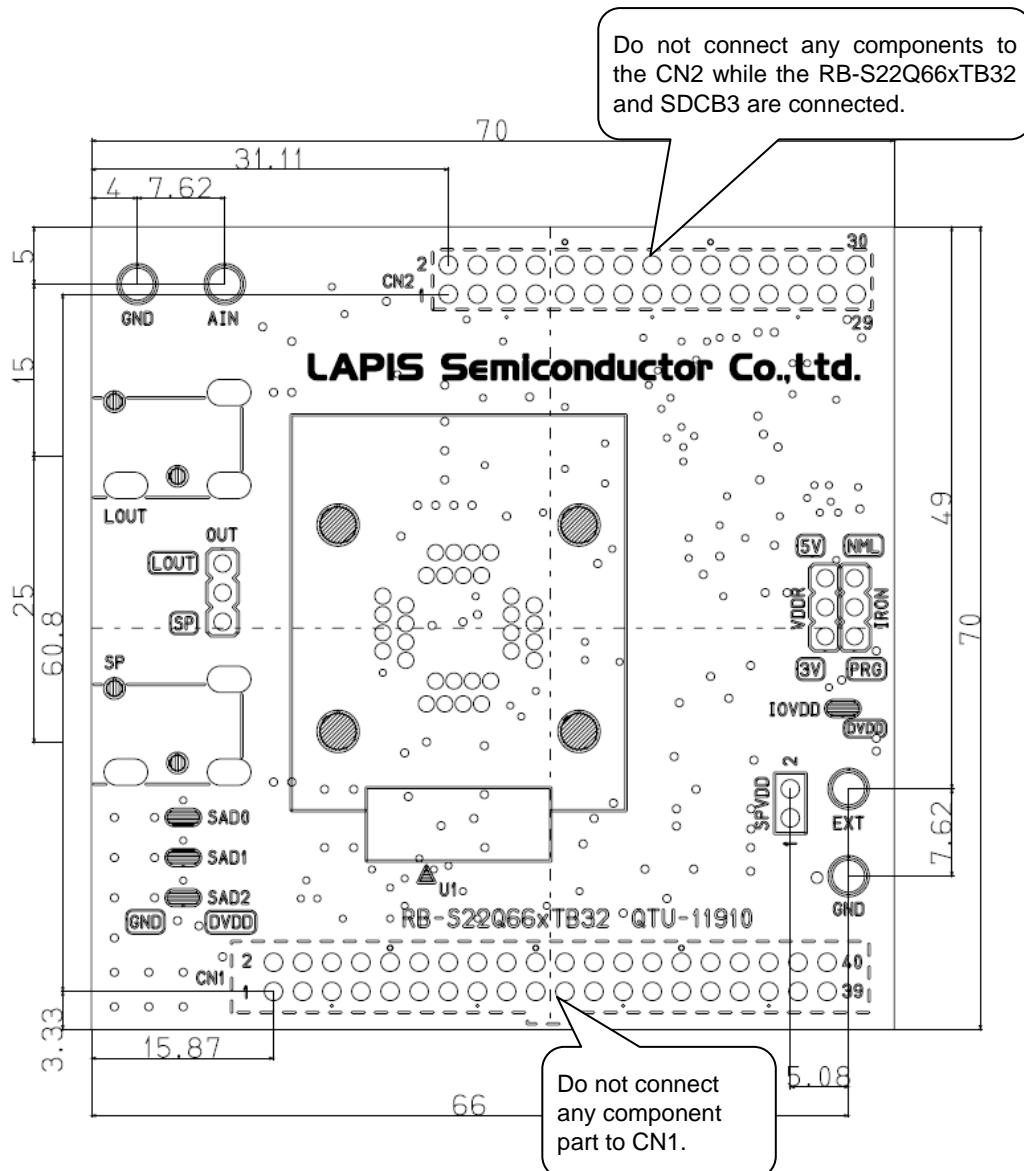 Do not connect any components to
the CN2 while the RB-S22Q66xTB32
and SDCB3 are connected.
70
31.11
4
7.62
5
30
2
CN2
1
29
GND
AIN
15
LAPIS Semiconductor Co.,Ltd.
LOUT
OUT
LOUT
SP
25
60.8
49
5V
NML
VDDR
IRON
70
3V
PRG
SP
IOVDD
DVDD
2
SPVDD
1
EXT
7.62
SAD0
SAD1
SAD2
GND
DVDD
U1
GND
RB-S22Q66xTB32 QTU-11910
2
CN1
1
40
39
3.33
15.87
5.08
66
Do not connect
any component
part to CN1.